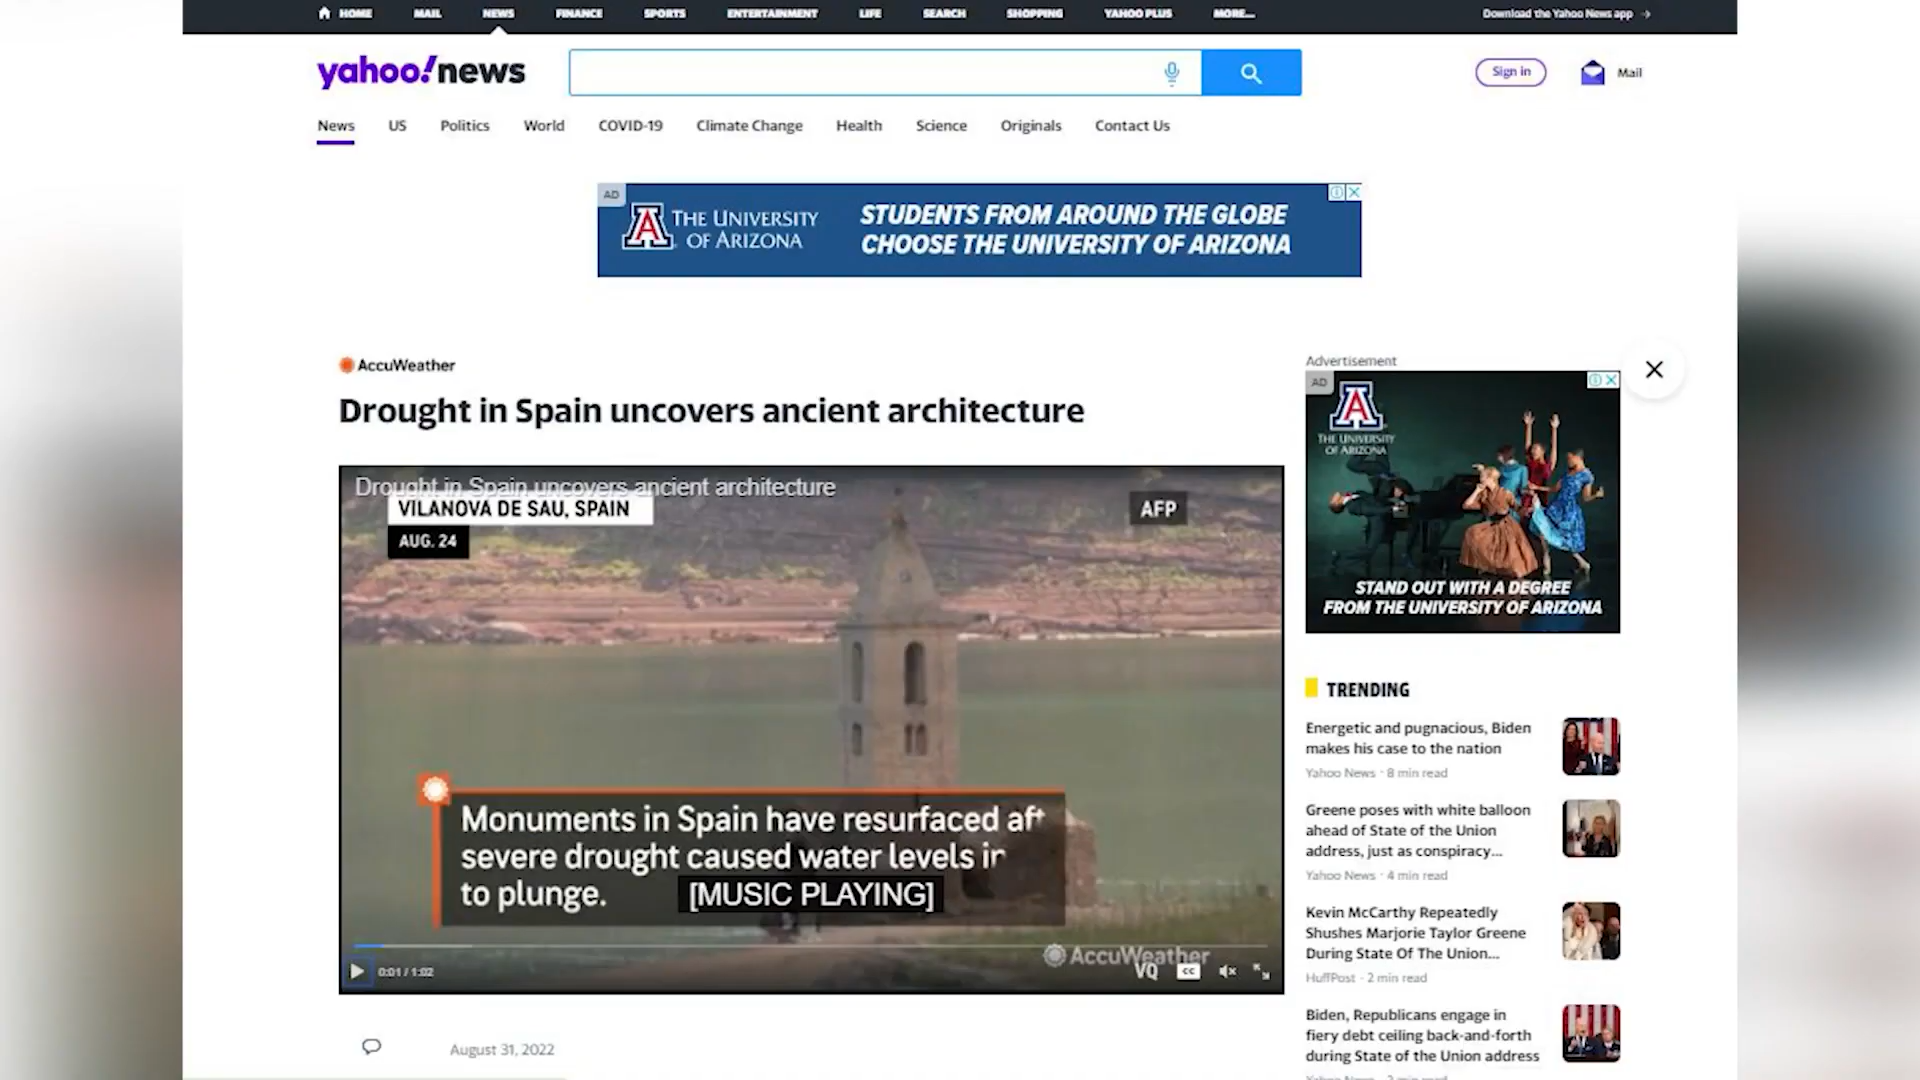 HOME MAIL NEWS FINANCE SPORTS ENTERTAINMENT LIFE SEARCH SHOPPING YAHOO PLUS MORE... Download the Yahoo News app →
yahoo!news
Sign in
Mail
News US Politics World COVID-19 Climate Change Health Science Originals Contact Us
AD
THE UNIVERSITY
OF ARIZONA
STUDENTS FROM AROUND THE GLOBE
CHOOSE THE UNIVERSITY OF ARIZONA
AccuWeather
Drought in Spain uncovers ancient architecture
Drought in Spain uncovers ancient architecture
VILANOVA DE SAU, SPAIN
AUG. 24
AFP
Monuments in Spain have resurfaced aft
severe drought caused water levels in
to plunge.
[MUSIC PLAYING]
AccuWeather
0:01 / 1:02
VQ
CC
August 31, 2022
Advertisement
AD
A
THE UNIVERSITY
OF ARIZONA
STAND OUT WITH A DEGREE
FROM THE UNIVERSITY OF ARIZONA
TRENDING
Energetic and pugnacious, Biden
makes his case to the nation
Yahoo News · 8 min read
Greene poses with white balloon
ahead of State of the Union
address, just as conspiracy...
Yahoo News · 4 min read
Kevin McCarthy Repeatedly
Shushes Marjorie Taylor Greene
During State Of The Union...
HuffPost · 2 min read
Biden, Republicans engage in
fiery debt ceiling back-and-forth
during State of the Union address